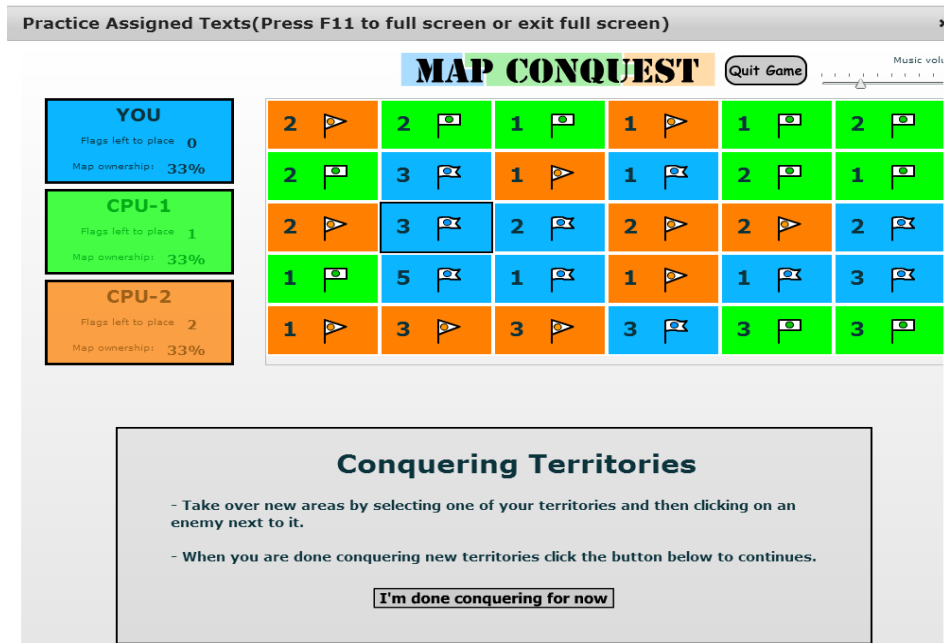 Practice Assigned Texts(Press F11 to full screen or exit full screen)
MAP CONQUEST
Quit Game
Music volu
YOU
Flags left to place 0
Map ownership: 33%
CPU-1
Flags left to place 1
Map ownership: 33%
CPU-2
Flags left to place 2
Map ownership: 33%
2 2 1 1 1 2
2 3 1 1 2 1
2 3 2 2 2 2
1 5 1 1 1 3
1 3 3 3 3 3
Conquering Territories
- Take over new areas by selecting one of your territories and then clicking on an
enemy next to it.
- When you are done conquering new territories click the button below to continues.
I'm done conquering for now